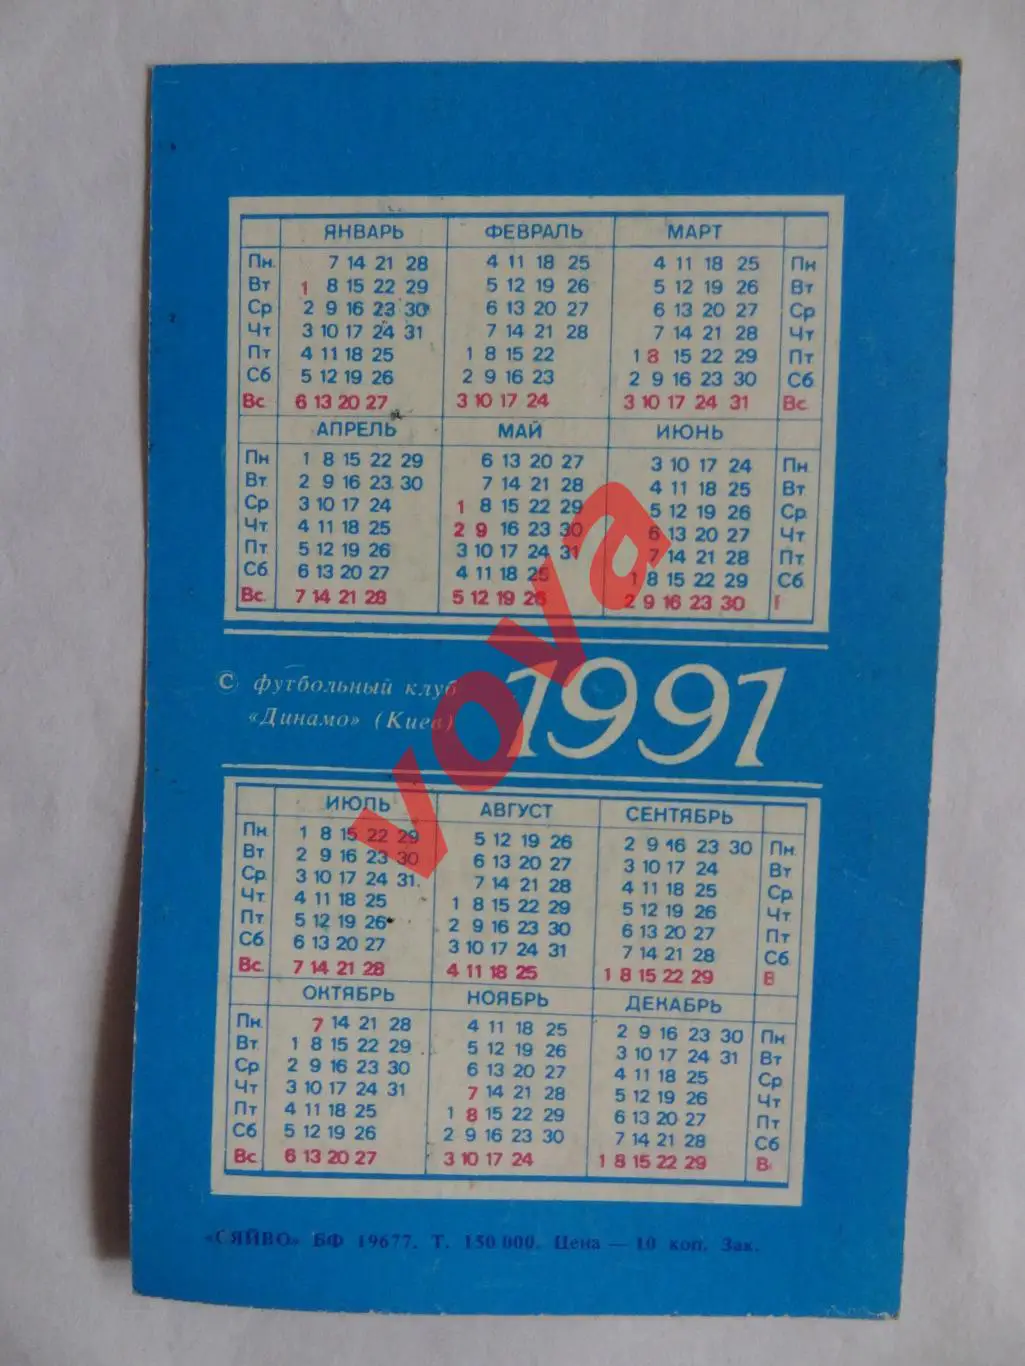 ЯНВАРЬ ФЕВРАЛЬ МАРТ
Пн. 7 14 21 28 4 11 18 25 4 11 18 25 Пн
Вт 1 8 15 22 29 5 12 19 26 5 12 19 26 Вт.
Ср 2 9 16 23 30 6 13 20 27 6 13 20 27 Ср
Чт 3 10 17 24 31 7 14 21 28 7 14 21 28 Чт
Пт 4 11 18 25 1 8 15 22 1 8 15 22 29 Пт
Сб 5 12 19 26 2 9 16 23 2 9 16 23 30 Сб
Вс 6 13 20 27 3 10 17 24 3 10 17 24 31 Вс.
АПРЕЛЬ МАЙ ИЮНЬ
Пн 1 8 15 22 29 6 13 20 27 3 10 17 24 Пн.
Вт. 2 9 16 23 30 7 14 21 28 4 11 18 25 Вт.
Ср. 3 10 17 24 1 8 15 22 29 5 12 19 26 Ср.
Чт. 4 11 18 25 2 9 16 23 30 6 13 20 27 Чт
Пт. 5 12 19 26 3 10 17 24 31 7 14 21 28 Пт
Сб. 6 13 20 27 4 11 18 25 1 8 15 22 29 Сб.
Вс. 7 14 21 28 5 12 19 26 2 9 16 23 30
© футбольный клуб
«Динамо» (Киев)
1991
vova
ИЮЛЬ АВГУСТ СЕНТЯБРЬ
Пн. 1 8 15 22 29 5 12 19 26 2 9 16 23 30 Пн.
Вт 2 9 16 23 30 6 13 20 27 3 10 17 24 Вт
Ср. 3 10 17 24 31. 7 14 21 28 4 11 18 25 Ср
Чт. 4 11 18 25 1 8 15 22 29 5 12 19 26 Чт
Пт 5 12 19 26 2 9 16 23 30 6 13 20 27 Пт
Сб 6 13 20 27 3 10 17 24 31 7 14 21 28 Сб.
Вс. 7 14 21 28 4 11 18 25 1 8 15 22 29 В
ОКТЯБРЬ НОЯБРЬ ДЕКАБРЬ
Пн. 7 14 21 28 4 11 18 25 2 9 16 23 30 Пн
Вт. 1 8 15 22 29 5 12 19 26 3 10 17 24 31 Вт
Ср 2 9 16 23 30 6 13 20 27 4 11 18 25 Ср
Чт 3 10 17 24 31 7 14 21 28 5 12 19 26 Чт
Пт 4 11 18 25 1 8 15 22 29 6 13 20 27 Пт
Сб 5 12 19 26 2 9 16 23 30 7 14 21 28 Сб
Вс. 6 13 20 27 3 10 17 24 1 8 15 22 29 В
«СЯЙВО» БФ 19677. Т. 150 000. Цена — 10 коп. Зак.